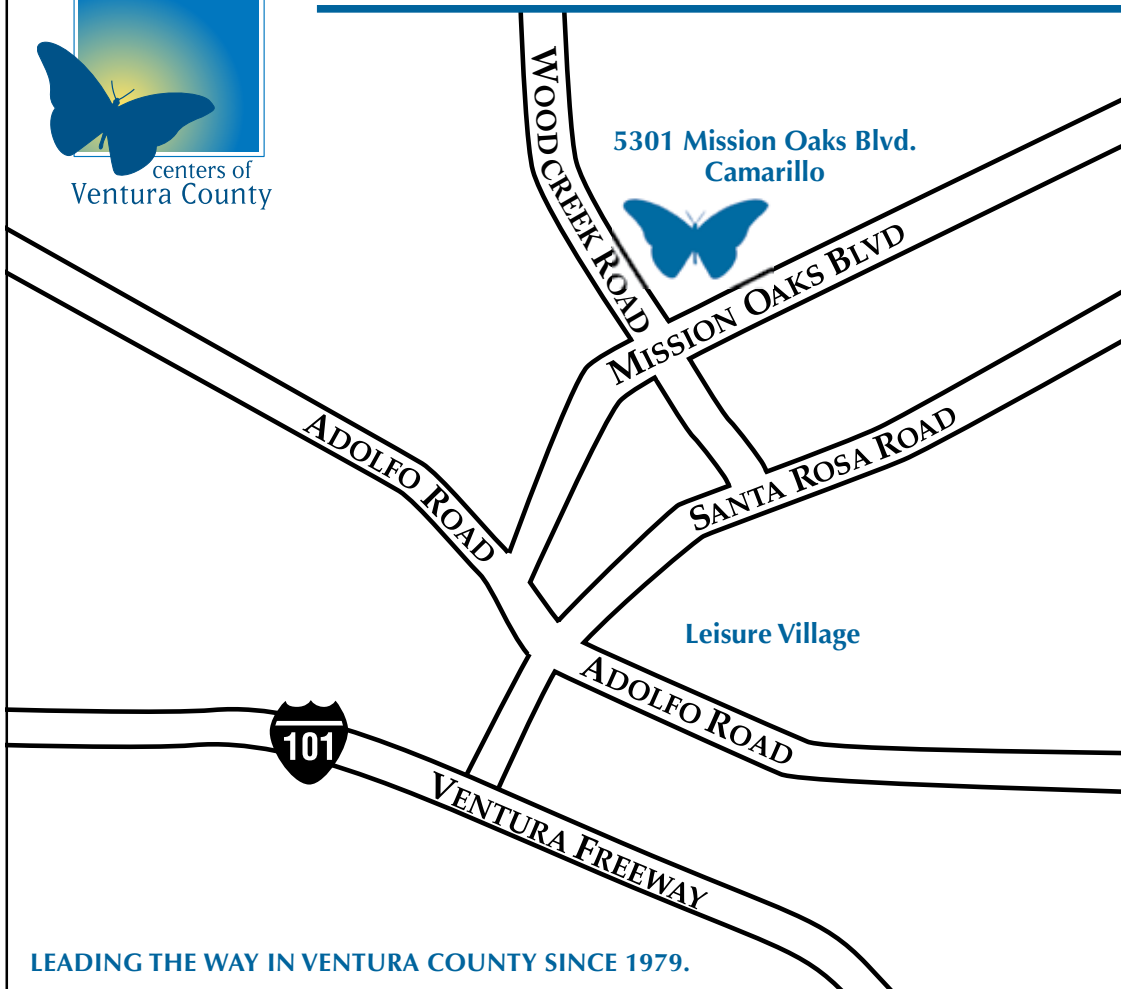 centers of
Ventura County
WOODCREEK ROAD
5301 Mission Oaks Blvd.
Camarillo
MISSION OAKS BLVD
ADOLFO ROAD
SANTA ROSA ROAD
Leisure Village
ADOLFO ROAD
101
VENTURA FREEWAY
LEADING THE WAY IN VENTURA COUNTY SINCE 1979.